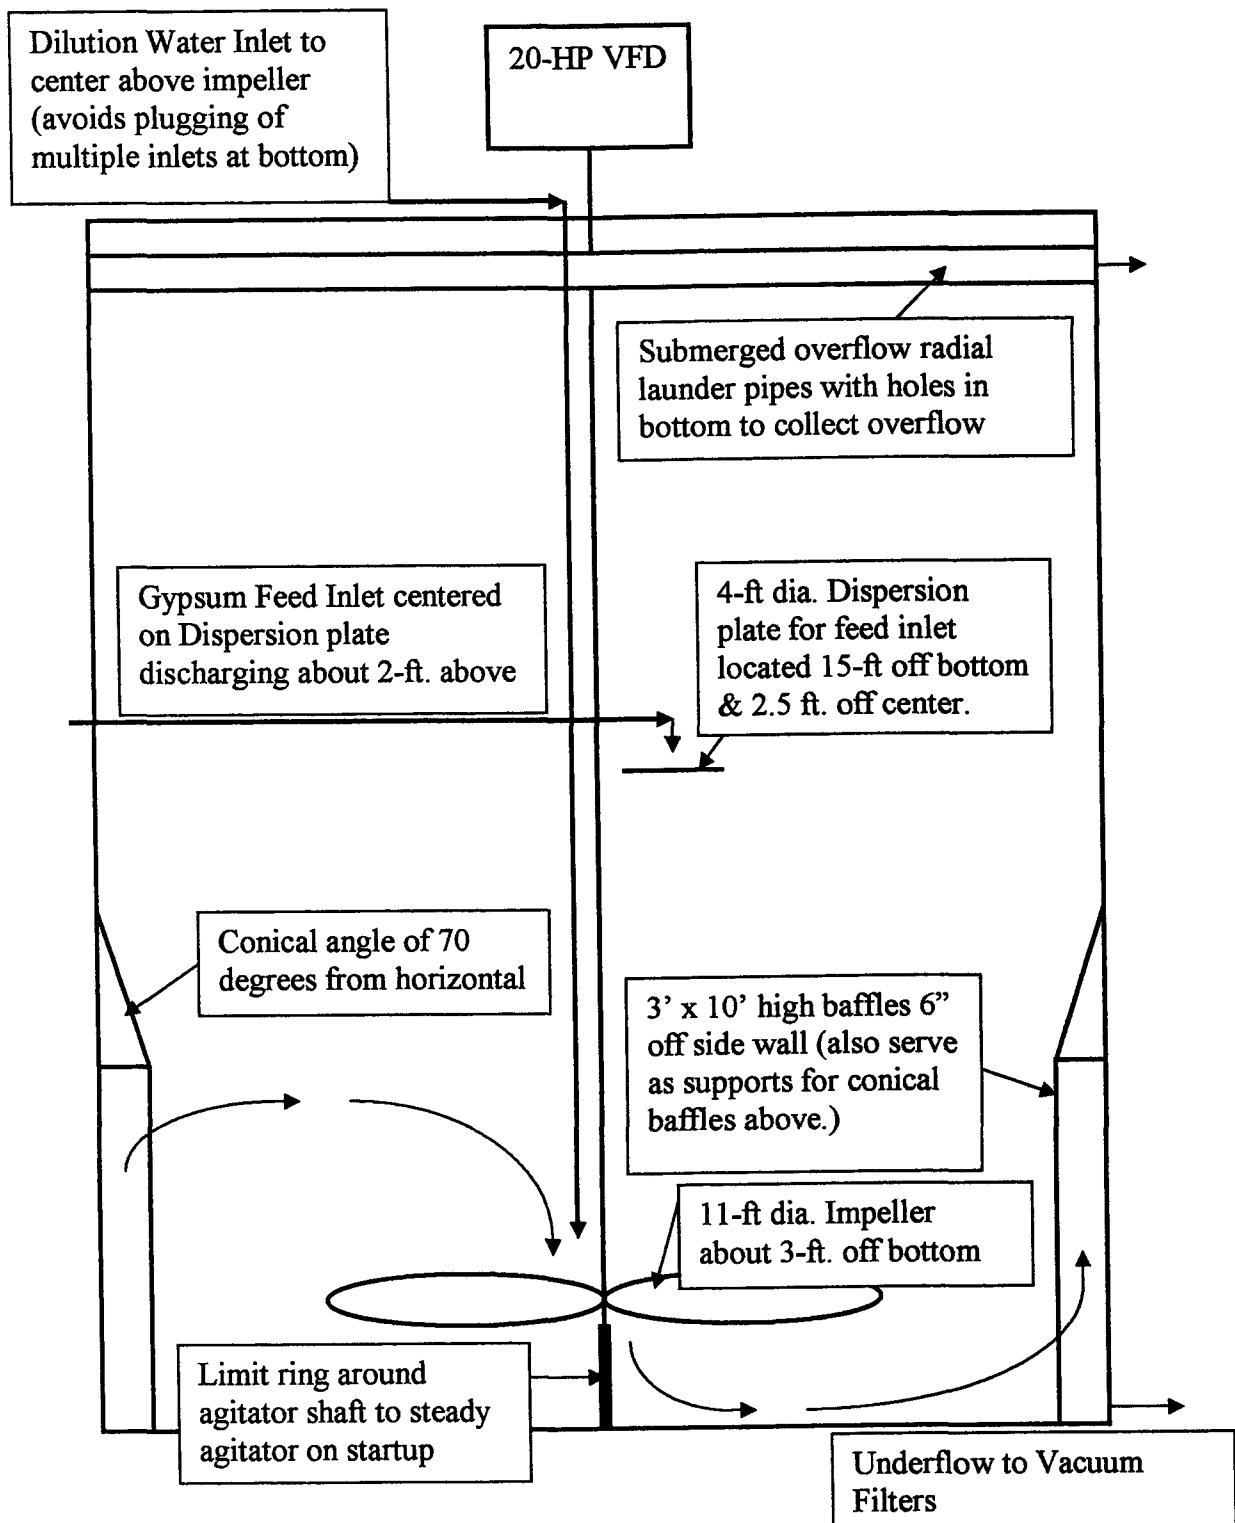 Dilution Water Inlet to
center above impeller
(avoids plugging of
multiple inlets at bottom)
20-HP VFD
Submerged overflow radial
launder pipes with holes in
bottom to collect overflow
Gypsum Feed Inlet centered
on Dispersion plate
discharging about 2-ft. above
4-ft dia. Dispersion
plate for feed inlet
located 15-ft off bottom
& 2.5 ft. off center.
Conical angle of 70
degrees from horizontal
3’ x 10’ high baffles 6”
off side wall (also serve
as supports for conical
baffles above.)
11-ft dia. Impeller
about 3-ft. off bottom
Limit ring around
agitator shaft to steady
agitator on startup
Underflow to Vacuum
Filters